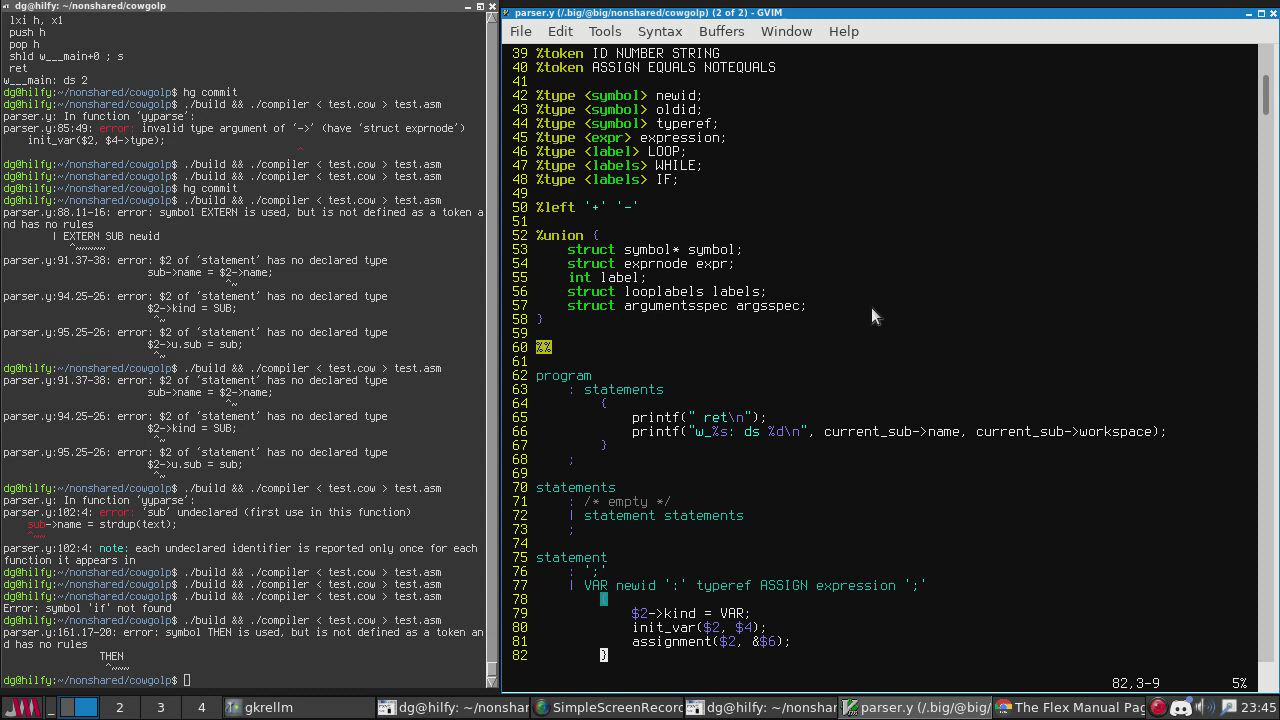 dg@hilfy: ~/nonshared/cowgolp
lxi h, x1
push h
pop h
shld w___main+0 ; s
ret
w___main: ds 2
dg@hilfy:~/nonshared/cowgolp$ hg commit
dg@hilfy:~/nonshared/cowgolp$ ./build && ./compiler < test.cow > test.asm
parser.y: In function ‘yyparse’:
parser.y:85:49: error: invalid type argument of ‘->’ (have ‘struct exprnode’)
init_var($2, $4->type);
^
dg@hilfy:~/nonshared/cowgolp$ ./build && ./compiler < test.cow > test.asm
dg@hilfy:~/nonshared/cowgolp$ ./build && ./compiler < test.cow > test.asm
dg@hilfy:~/nonshared/cowgolp$ hg commit
dg@hilfy:~/nonshared/cowgolp$ ./build && ./compiler < test.cow > test.asm
parser.y:88.11-16: error: symbol EXTERN is used, but is not defined as a token a
nd has no rules
| EXTERN SUB newid
^~~~~~
parser.y:91.37-38: error: $2 of ‘statement’ has no declared type
sub->name = $2->name;
^~
parser.y:94.25-26: error: $2 of ‘statement’ has no declared type
$2->kind = SUB;
^~
parser.y:95.25-26: error: $2 of ‘statement’ has no declared type
$2->u.sub = sub;
^~
dg@hilfy:~/nonshared/cowgolp$ ./build && ./compiler < test.cow > test.asm
parser.y:91.37-38: error: $2 of ‘statement’ has no declared type
sub->name = $2->name;
^~
parser.y:94.25-26: error: $2 of ‘statement’ has no declared type
$2->kind = SUB;
^~
parser.y:95.25-26: error: $2 of ‘statement’ has no declared type
$2->u.sub = sub;
^~
dg@hilfy:~/nonshared/cowgolp$ ./build && ./compiler < test.cow > test.asm
parser.y: In function ‘yyparse’:
parser.y:102:4: error: ‘sub’ undeclared (first use in this function)
sub->name = strdup(text);
^~~
parser.y:102:4: note: each undeclared identifier is reported only once for each
function it appears in
dg@hilfy:~/nonshared/cowgolp$ ./build && ./compiler < test.cow > test.asm
dg@hilfy:~/nonshared/cowgolp$ ./build && ./compiler < test.cow > test.asm
dg@hilfy:~/nonshared/cowgolp$ ./build && ./compiler < test.cow > test.asm
Error: symbol 'if' not found
dg@hilfy:~/nonshared/cowgolp$ ./build && ./compiler < test.cow > test.asm
parser.y:161.17-20: error: symbol THEN is used, but is not defined as a token an
d has no rules
THEN
^~~~
dg@hilfy:~/nonshared/cowgolp$
parser.y (/.big/@big/nonshared/cowgolp) (2 of 2) - GVIM
File Edit Tools Syntax Buffers Window Help
39 %token ID NUMBER STRING
40 %token ASSIGN EQUALS NOTEQUALS
41
42 %type <symbol> newid;
43 %type <symbol> oldid;
44 %type <symbol> typeref;
45 %type <expr> expression;
46 %type <label> LOOP;
47 %type <labels> WHILE;
48 %type <labels> IF;
49
50 %left '+' '-'
51
52 %union {
53 struct symbol* symbol;
54 struct exprnode expr;
55 int label;
56 struct looplabels labels;
57 struct argumentsspec argsspec;
58 }
59
60 %%
61
62 program
63 : statements
64 {
65 printf(" ret\n");
66 printf("w_%s: ds %d\n", current_sub->name, current_sub->workspace);
67 }
68 ;
69
70 statements
71 : /* empty */
72 | statement statements
73 ;
74
75 statement
76 : ';'
77 | VAR newid ':' typeref ASSIGN expression ';'
78 {
79 $2->kind = VAR;
80 init_var($2, $4);
81 assignment($2, &$6);
82 }
82,3-9 5%
2 3 4 gkrellm dg@hilfy: ~/nonshar SimpleScreenRecord dg@hilfy: ~/nonshar parser.y (/.big/@big/ The Flex Manual Pag 23:45